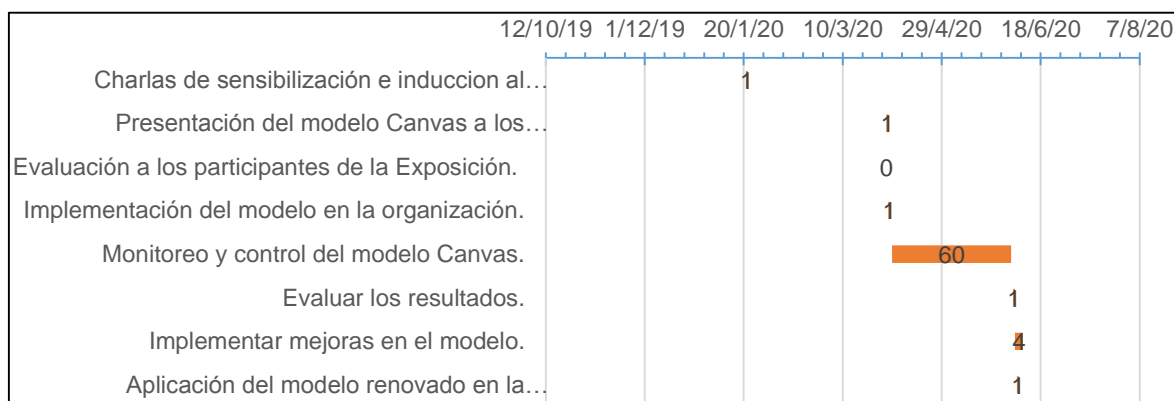 12/10/19 1/12/19 20/1/20 10/3/20 29/4/20 18/6/20 7/8/20
Charlas de sensibilización e induccion al… 1
Presentación del modelo Canvas a los… 1
Evaluación a los participantes de la Exposición. 0
Implementación del modelo en la organización. 1
Monitoreo y control del modelo Canvas. 60
Evaluar los resultados. 1
Implementar mejoras en el modelo. 4
Aplicación del modelo renovado en la… 1